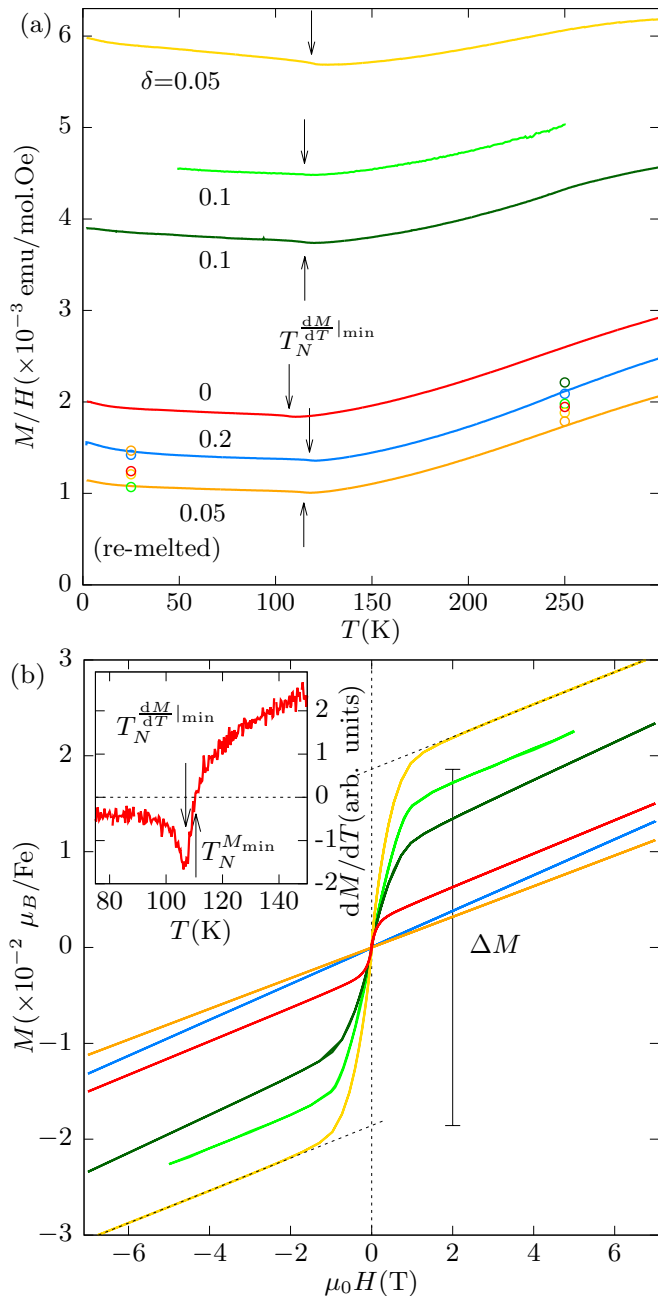 (a)
6
5
4
3
2
1
0
M/H(×10⁻³ emu/mol.Oe)
δ=0.05
0.1
0.1
T_N^{dM/dT|min}
0
0.2
0.05
(re-melted)
0 50 100 150 200 250
T(K)
(b)
3
2
1
0
−1
−2
−3
M(×10⁻² μ_B/Fe)
T_N^{dM/dT|min}
T_N^{M_min}
2
1
0
-1
-2
dM/dT(arb. units)
80 100 120 140
T(K)
ΔM
−6 −4 −2 0 2 4 6
μ₀H(T)